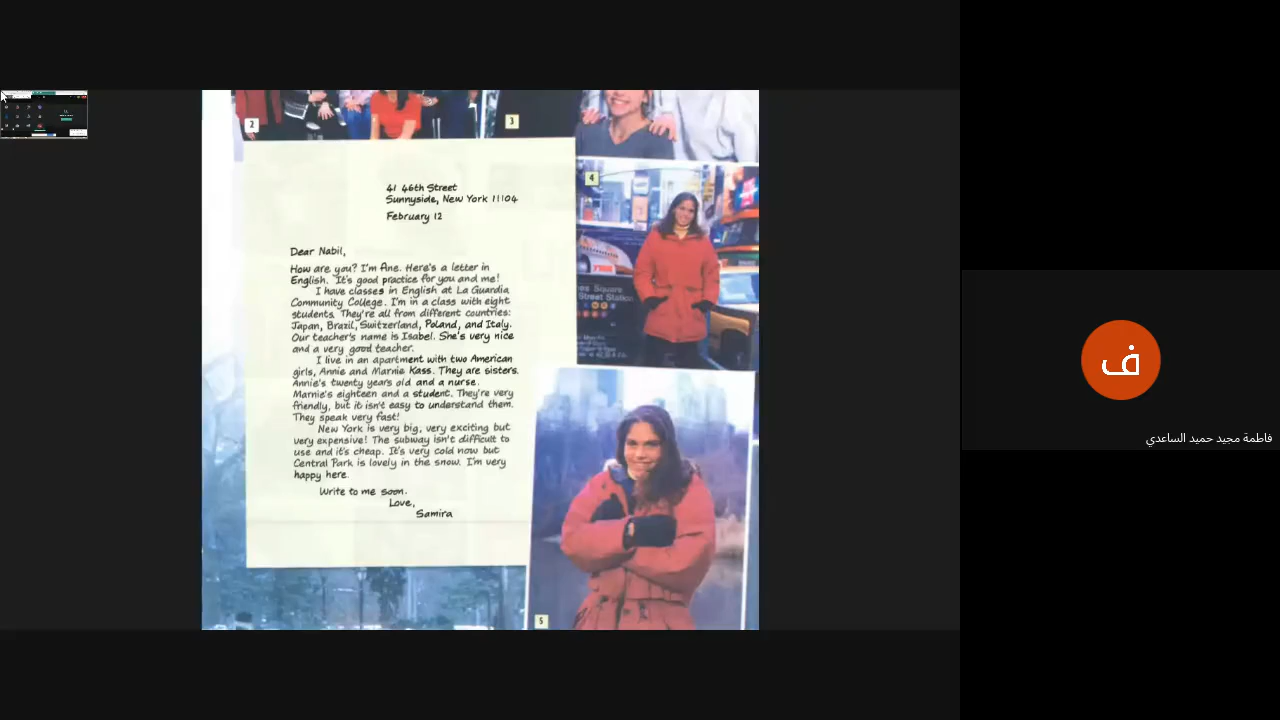 2
3
4
41 46th Street
Sunnyside, New York 11104
February 12
Dear Nabil,
How are you? I'm fine. Here's a letter in
English. It's good practice for you and me!
I have classes in English at La Guardia
Community College. I'm in a class with eight
students. They're all from different countries:
Japan, Brazil, Switzerland, Poland, and Italy.
Our teacher's name is Isabel. She's very nice
and a very good teacher.
I live in an apartment with two American
girls, Annie and Marnie Kass. They are sisters.
Annie's twenty years old and a nurse.
Marnie's eighteen and a student. They're very
friendly, but it isn't easy to understand them.
They speak very fast!
New York is very big, very exciting but
very expensive! The subway isn't difficult to
use and it's cheap. It's very cold now but
Central Park is lovely in the snow. I'm very
happy here.
Write to me soon.
Love,
Samira
Square
Street Station
5
ف
فاطمة مجيد حميد الساعدي